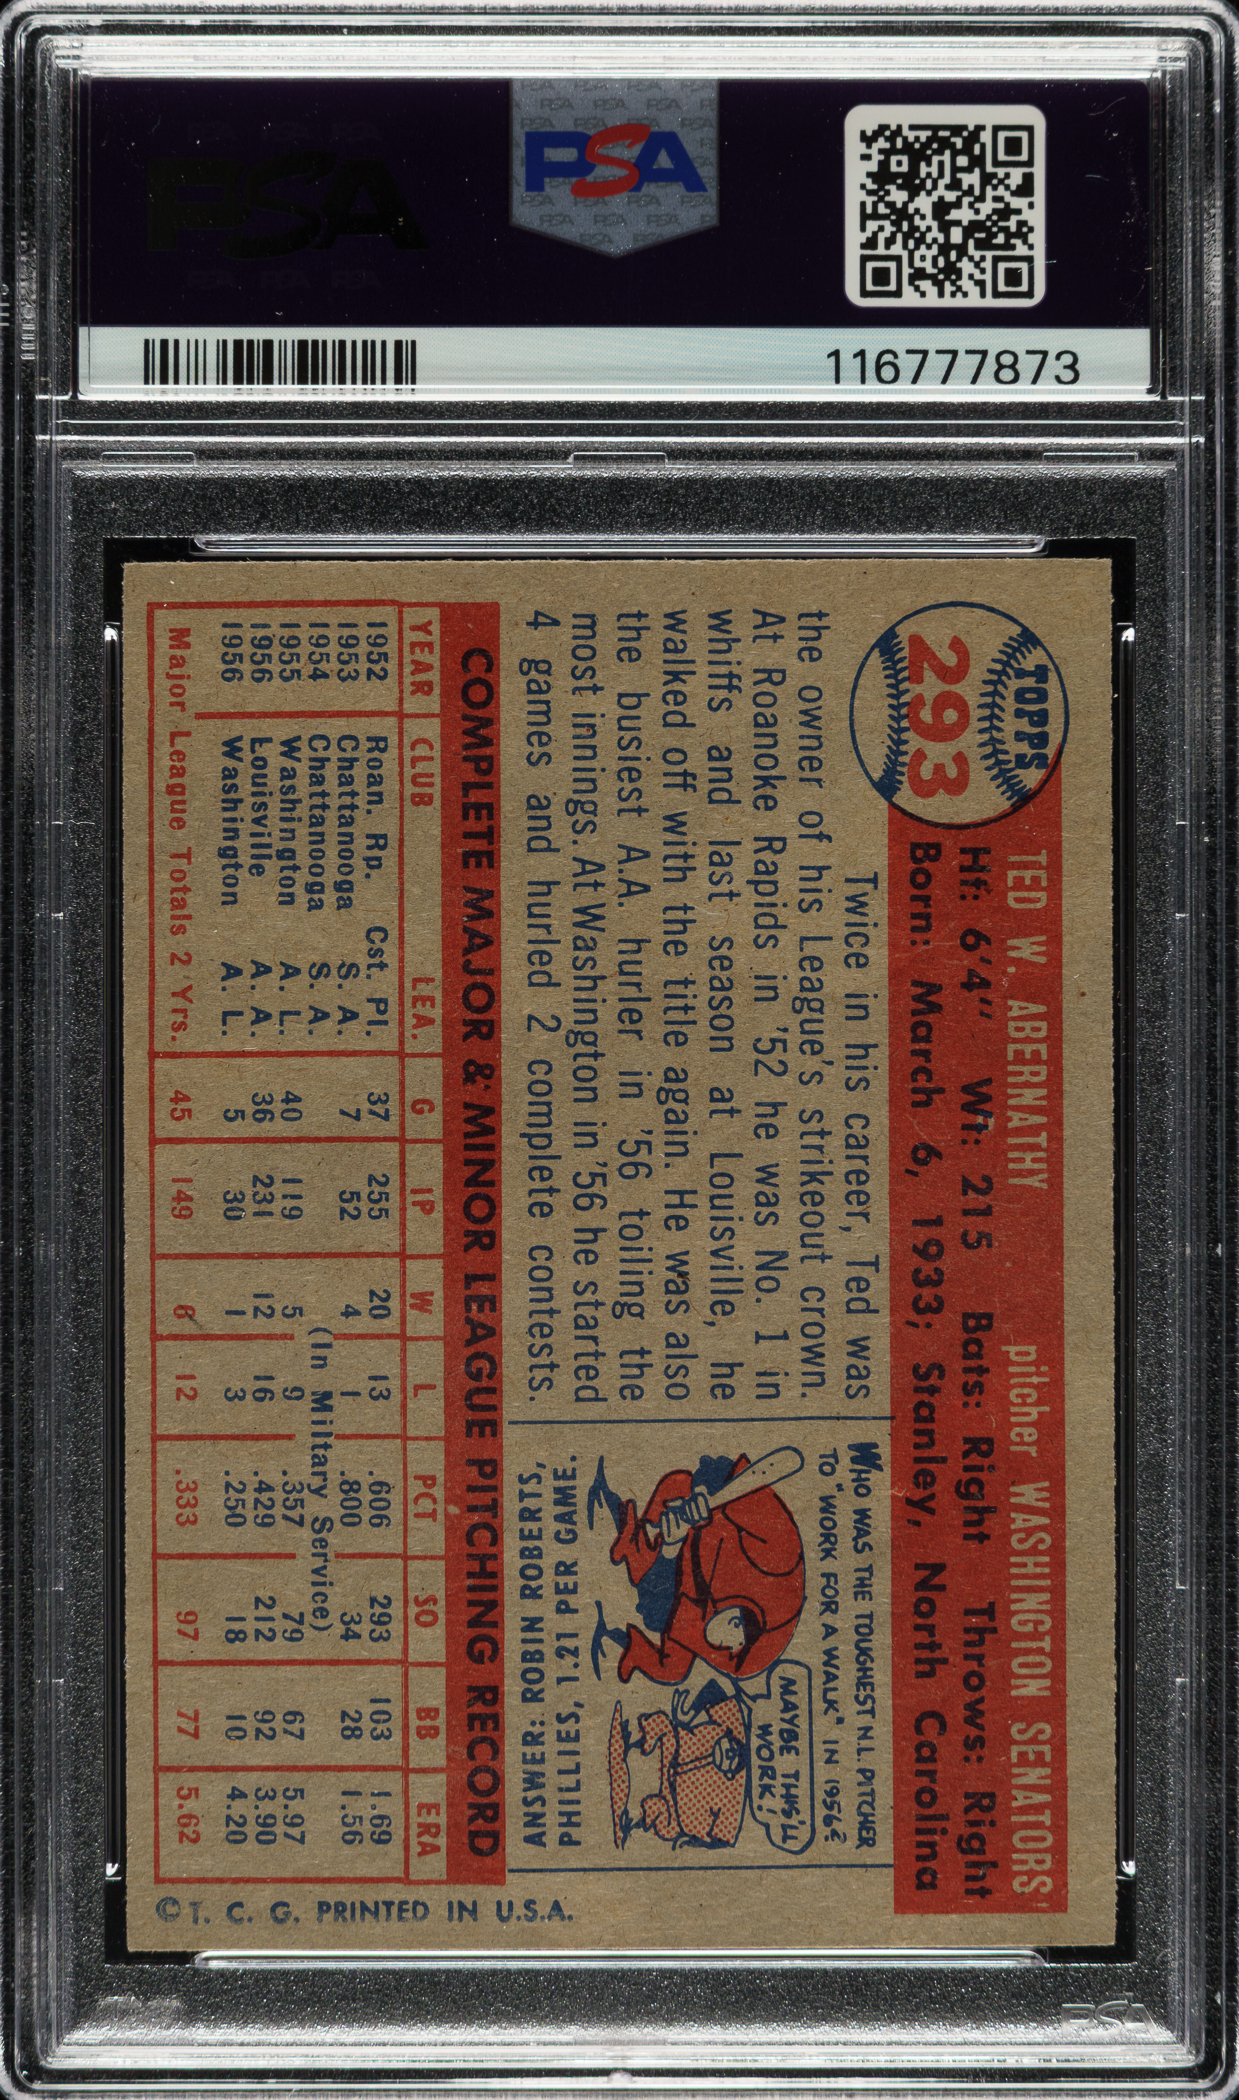 PSA
116777873
TOPPS
293
TED W. ABERNATHY pitcher WASHINGTON SENATORS
Ht: 6'4" Wt: 215 Bats: Right Throws: Right
Born: March 6, 1933; Stanley, North Carolina
Twice in his career, Ted was
the owner of his League's strikeout crown.
At Roanoke Rapids in '52 he was No. 1 in
whiffs and last season at Louisville, he
walked off with the title again. He was also
the busiest A.A. hurler in '56 toiling the
most innings. At Washington in '56 he started
4 games and hurled 2 complete contests.
WHO WAS THE TOUGHEST N.L. PITCHER
TO "WORK FOR A WALK" IN 1956?
MAYBE THIS'LL
WORK!
ANSWER: ROBIN ROBERTS,
PHILLIES, 1.21 PER GAME.
COMPLETE MAJOR & MINOR LEAGUE PITCHING RECORD
YEAR CLUB LEA. G IP W L PCT SO BB ERA
1952 Roan. Rp. Cst. Pl. 37 255 20 13 .606 293 103 1.69
1953 Chattanooga S. A. 7 52 4 1 .800 34 28 1.56
1954 Chattanooga S. A. (In Military Service)
1955 Washington A. L. 40 119 5 9 .357 79 67 5.97
1956 Louisville A. A. 36 231 12 16 .429 212 92 3.90
1956 Washington A. L. 5 30 1 3 .250 18 10 4.20
Major League Totals 2 Yrs. 45 149 6 12 .333 97 77 5.62
© T. C. G. PRINTED IN U.S.A.
PSA